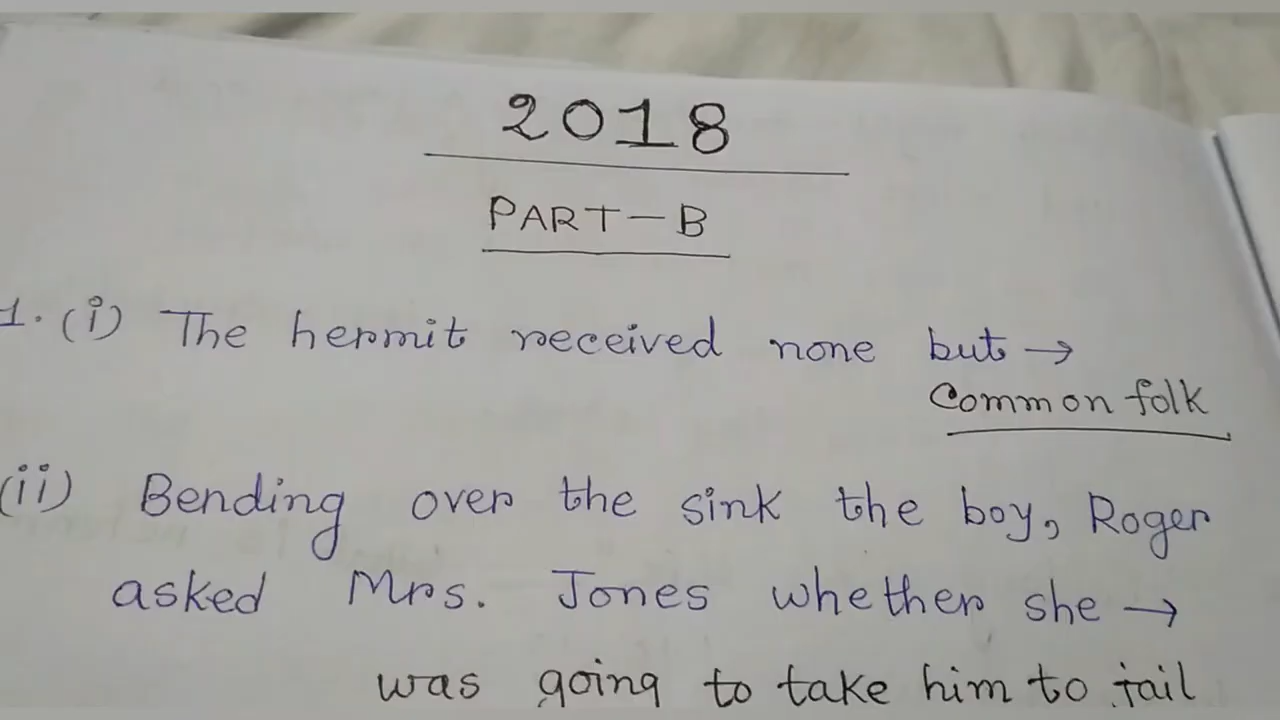 2018
PART-B
1. (i) The hermit received none but →
Common folk
(ii) Bending over the sink the boy, Roger
asked Mrs. Jones whether she →
was going to take him to jail